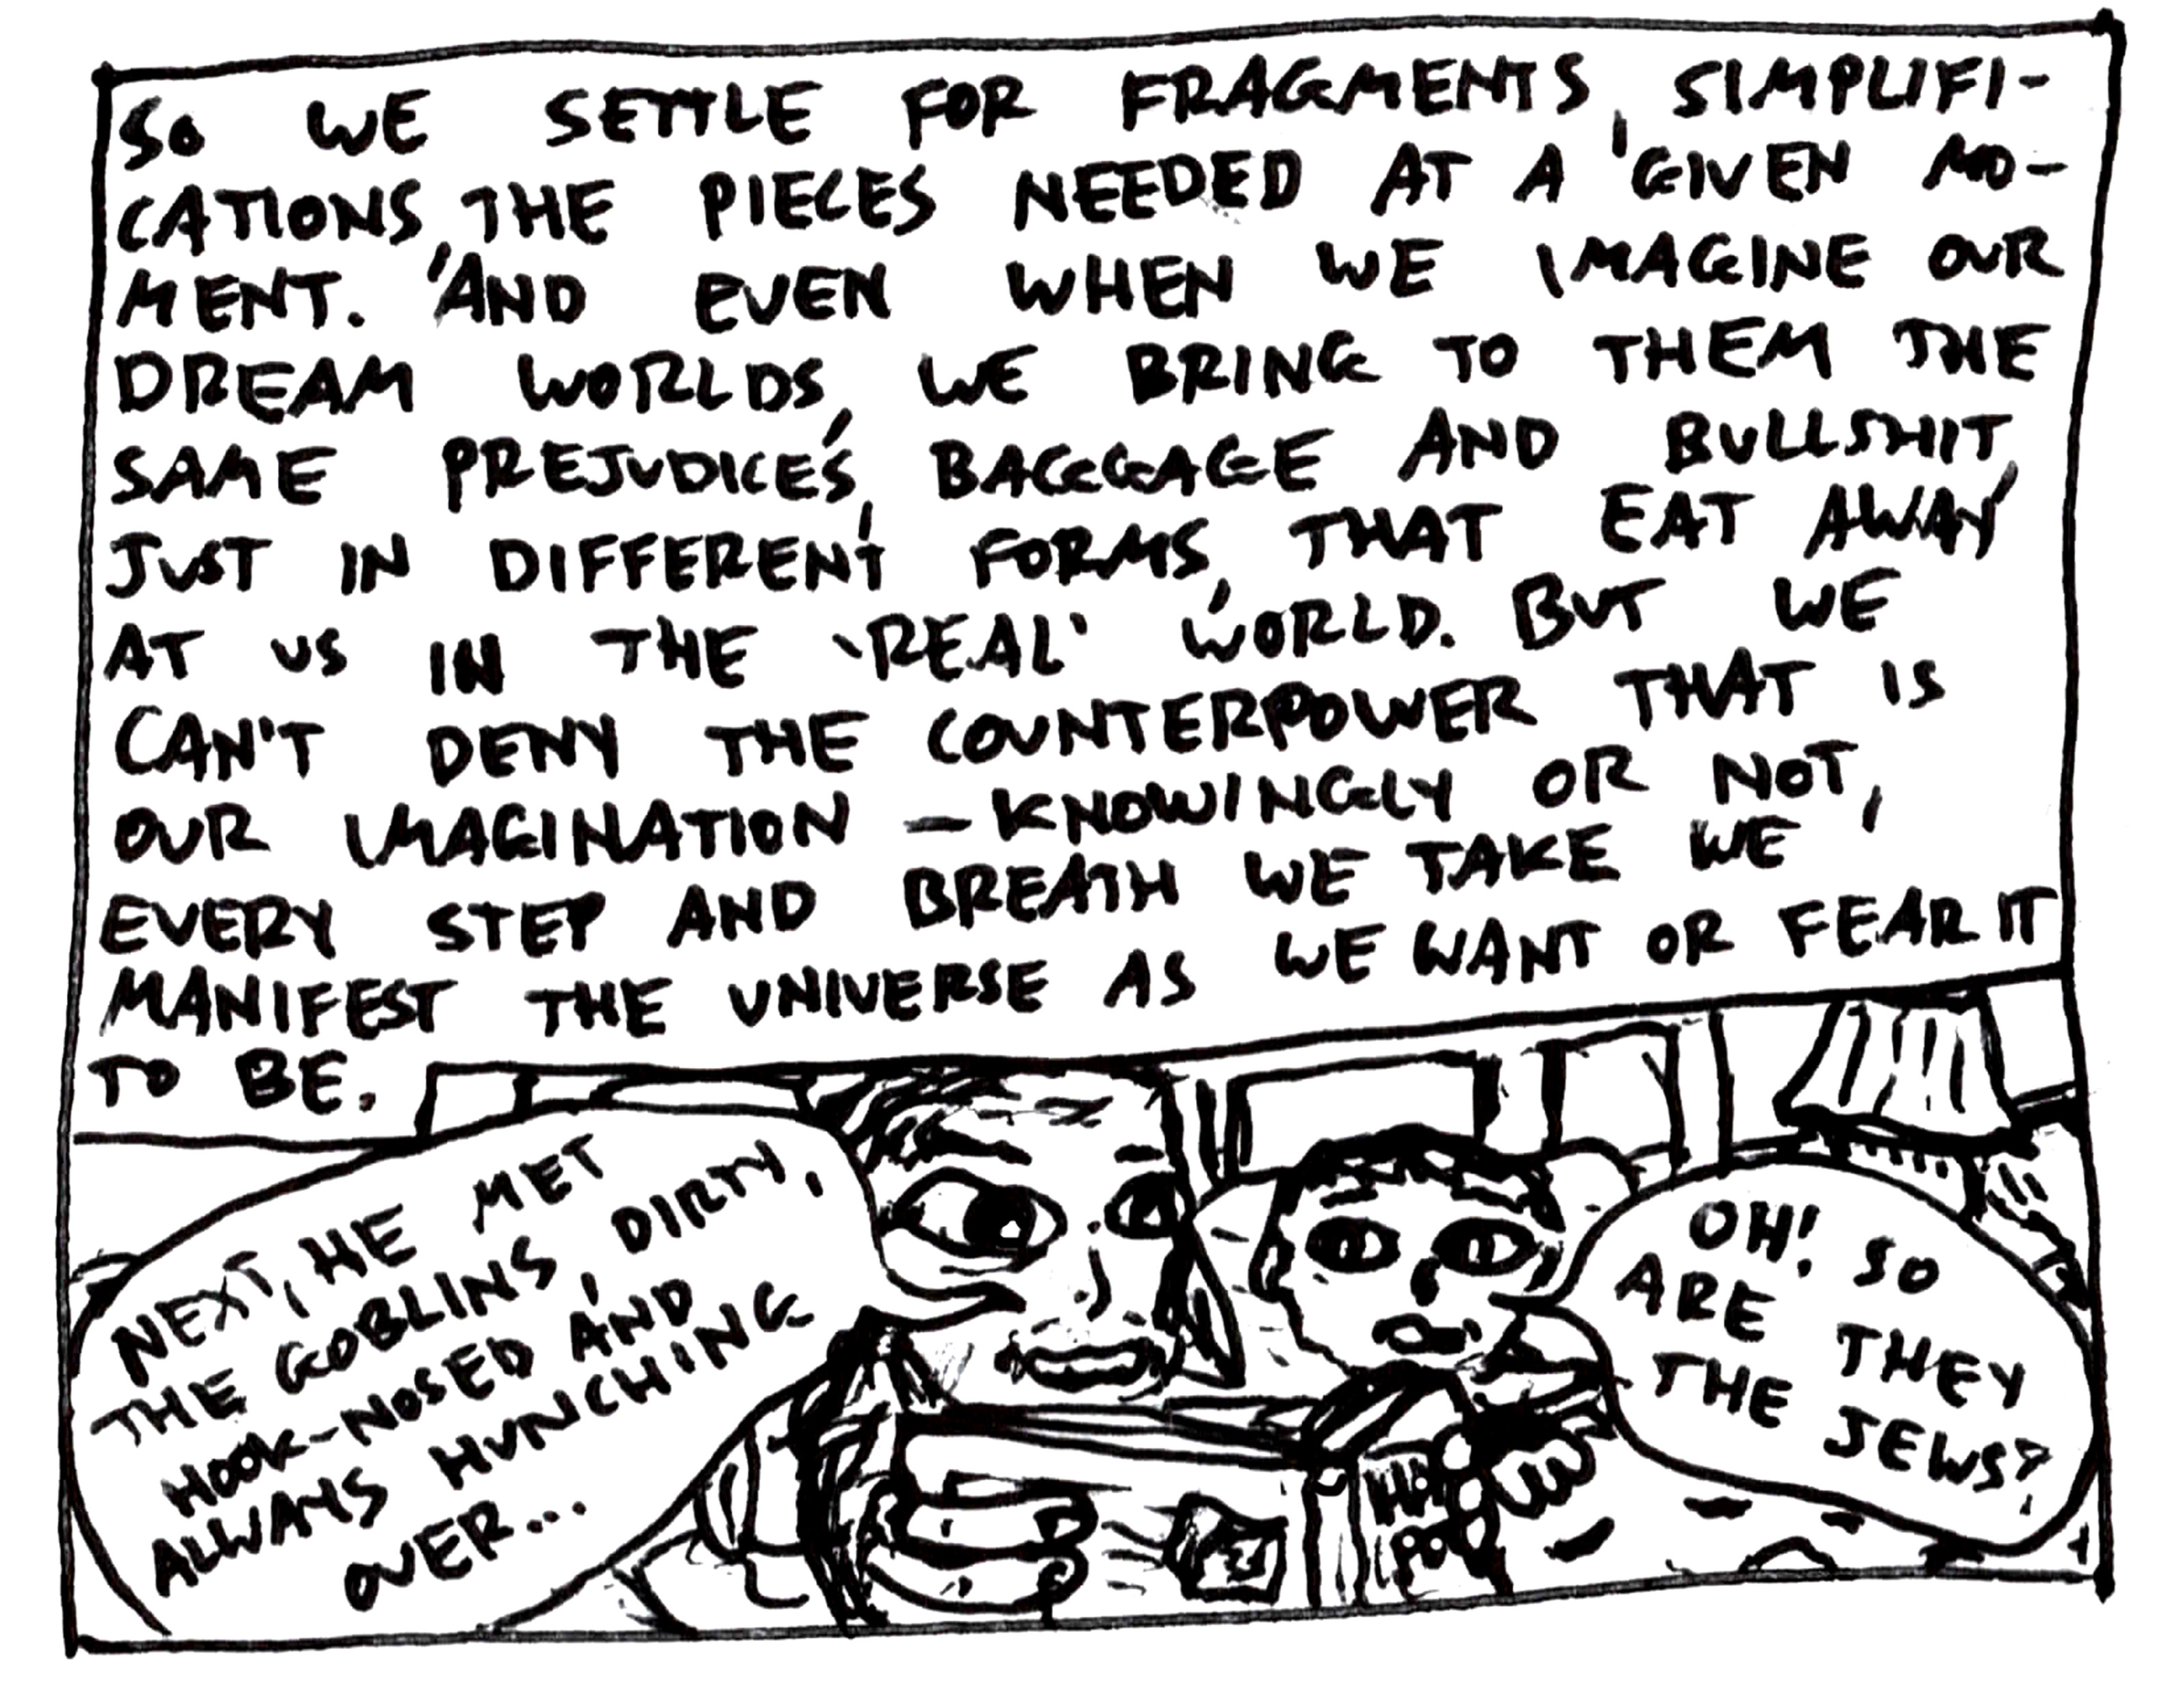 SO WE SETTLE FOR FRAGMENTS, SIMPLIFI-
CATIONS, THE PIECES NEEDED AT A GIVEN MO-
MENT. AND EVEN WHEN WE IMAGINE OUR
DREAM WORLDS, WE BRING TO THEM THE
SAME PREJUDICES, BAGGAGE AND BULLSHIT,
JUST IN DIFFERENT FORMS, THAT EAT AWAY
AT US IN THE 'REAL' WORLD. BUT WE
CAN'T DENY THE COUNTERPOWER THAT IS
OUR IMAGINATION – KNOWINGLY OR NOT,
EVERY STEP AND BREATH WE TAKE WE
MANIFEST THE UNIVERSE AS WE WANT OR FEAR IT
TO BE.
NEXT, HE MET
THE GOBLINS, DIRTY,
HOOK-NOSED AND
ALWAYS HUNCHING
OVER...
OH! SO
ARE THEY
THE JEWS?